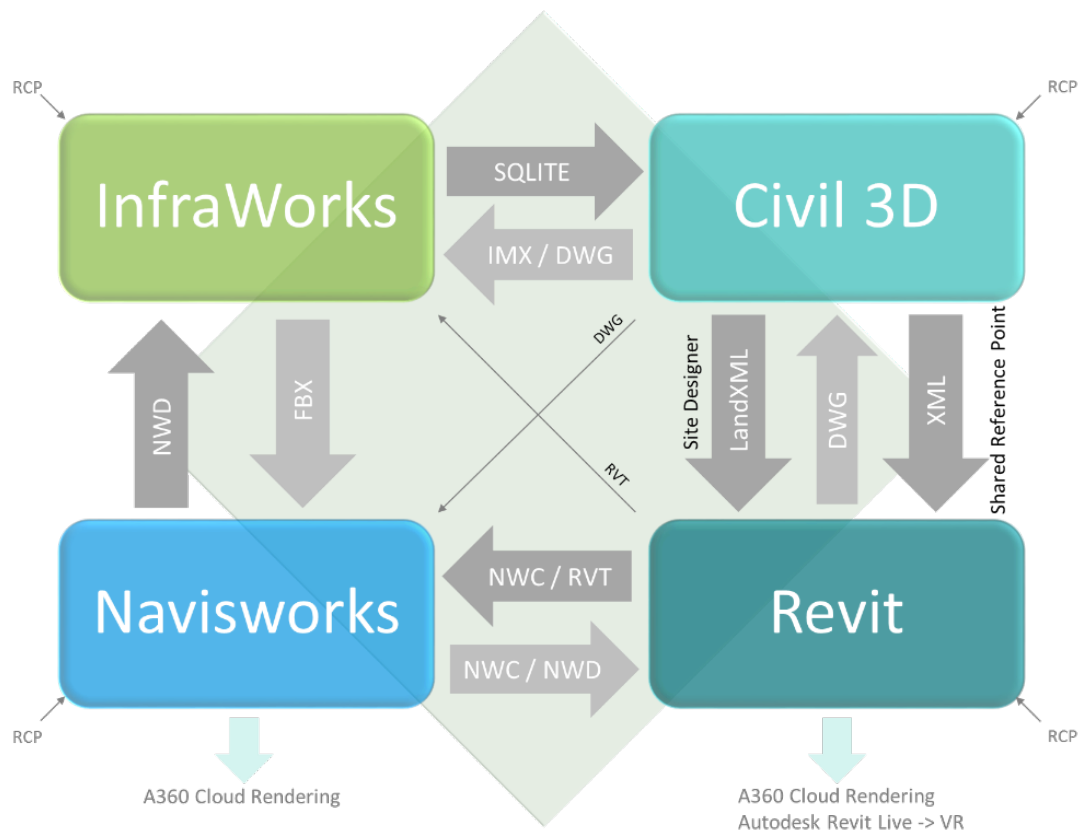 RCP
RCP
InfraWorks
SQLITE
Civil 3D
IMX / DWG
NWD
FBX
DWG
RVT
Site Designer
LandXML
DWG
XML
Shared Reference Point
Navisworks
NWC / RVT
NWC / NWD
Revit
RCP
RCP
A360 Cloud Rendering
A360 Cloud Rendering
Autodesk Revit Live -> VR